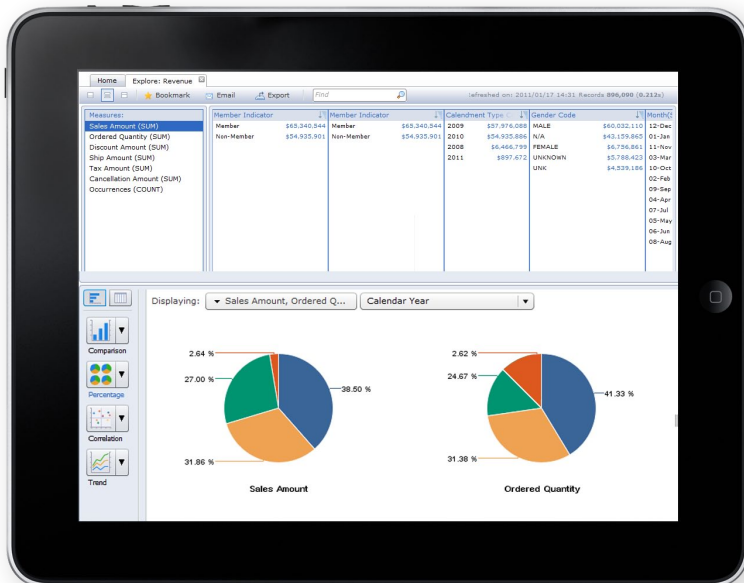 Home Explore: Revenue
Bookmark Email Export Find Refreshed on: 2011/01/17 14:31 Records 898,090 (0.212s)
Measures: Member Indicator Member Indicator Calendment Type Gender Code Month(S
Sales Amount (SUM) Member $65,340,544 Member $65,340,544 2009 $57,976,088 MALE $60,032,110 12-Dec
Ordered Quantity (SUM) Non-Member $54,935,901 Non-Member $54,935,901 2010 $54,935,886 N/A $43,159,865 01-Jan
Discount Amount (SUM) 2008 $6,466,799 FEMALE $6,756,861 11-Nov
Ship Amount (SUM) 2011 $897,672 UNKNOWN $5,788,423 03-Mar
Tax Amount (SUM) UNK $4,539,186 10-Oct
Cancellation Amount (SUM) 02-Feb
Occurrences (COUNT) 09-Sep
04-Apr
07-Jul
05-May
06-Jun
08-Aug
Displaying: Sales Amount, Ordered Q... Calendar Year
Comparison
Percentage
Correlation
Trend
2.64 %
27.00 %
38.50 %
31.86 %
Sales Amount
2.62 %
24.67 %
41.33 %
31.38 %
Ordered Quantity